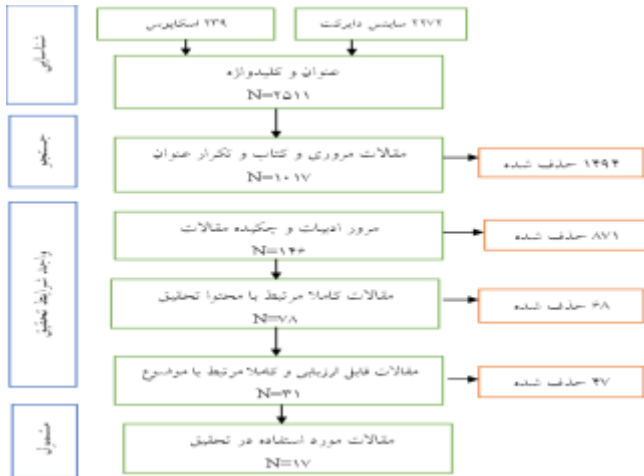 شناسایی
۲۳۹ اسکاپوس
۲۲۷۲ ساینس دایرکت
عنوان و کلیدواژه
N=۲۵۱۱
جستجو
مقالات مروری و کتاب و تکرار عنوان
N=۱۰۱۷
۱۴۹۴ حذف شده
واجد شرایط تحقیق
مرور ادبیات و چکیده مقالات
N=۱۴۶
۸۷۱ حذف شده
مقالات کاملا مرتبط با محتوا تحقیق
N=۷۸
۶۸ حذف شده
مقالات قابل ارزیابی و کاملا مرتبط با موضوع
N=۳۱
۴۷ حذف شده
مشمول
مقالات مورد استفاده در تحقیق
N=۱۷